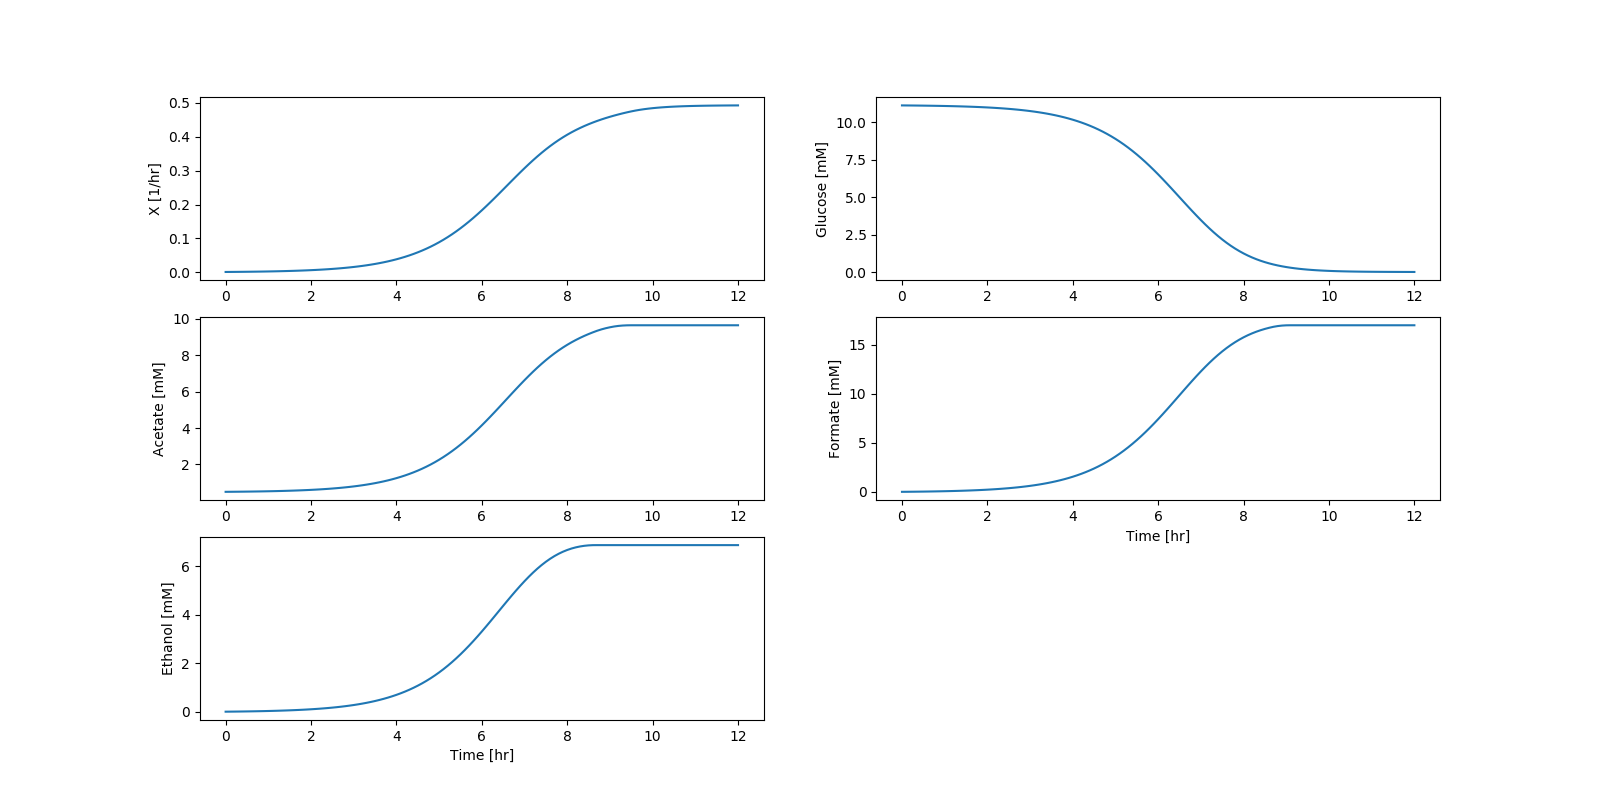 X [1/hr]
0.5
0.4
0.3
0.2
0.1
0.0
0 2 4 6 8 10 12
Glucose [mM]
10.0
7.5
5.0
2.5
0.0
0 2 4 6 8 10 12
Acetate [mM]
10
8
6
4
2
0 2 4 6 8 10 12
Formate [mM]
15
10
5
0
0 2 4 6 8 10 12
Time [hr]
Ethanol [mM]
6
4
2
0
0 2 4 6 8 10 12
Time [hr]